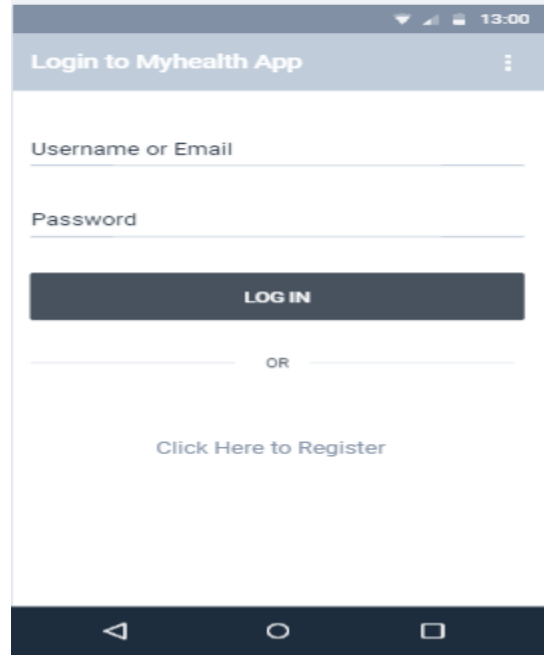 13:00
Login to Myhealth App
Username or Email
Password
LOG IN
OR
Click Here to Register